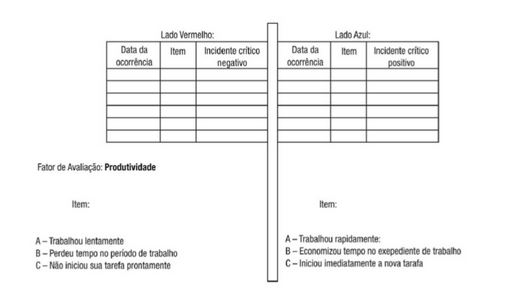 Lado Vermelho:
Data da ocorrência
Item
Incidente crítico negativo
Lado Azul:
Data da ocorrência
Item
Incidente crítico positivo
Fator de Avaliação: Produtividade
Item:
A – Trabalhou lentamente
B – Perdeu tempo no período de trabalho
C – Não iniciou sua tarefa prontamente
Item:
A – Trabalhou rapidamente:
B – Economizou tempo no exepediente de trabalho
C – Iniciou imediatamente a nova tarafa